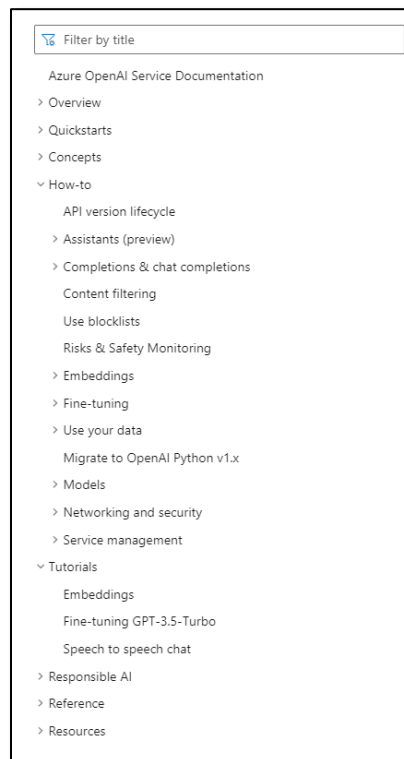 Filter by title
Azure OpenAI Service Documentation
Overview
Quickstarts
Concepts
How-to
API version lifecycle
Assistants (preview)
Completions & chat completions
Content filtering
Use blocklists
Risks & Safety Monitoring
Embeddings
Fine-tuning
Use your data
Migrate to OpenAI Python v1.x
Models
Networking and security
Service management
Tutorials
Embeddings
Fine-tuning GPT-3.5-Turbo
Speech to speech chat
Responsible AI
Reference
Resources